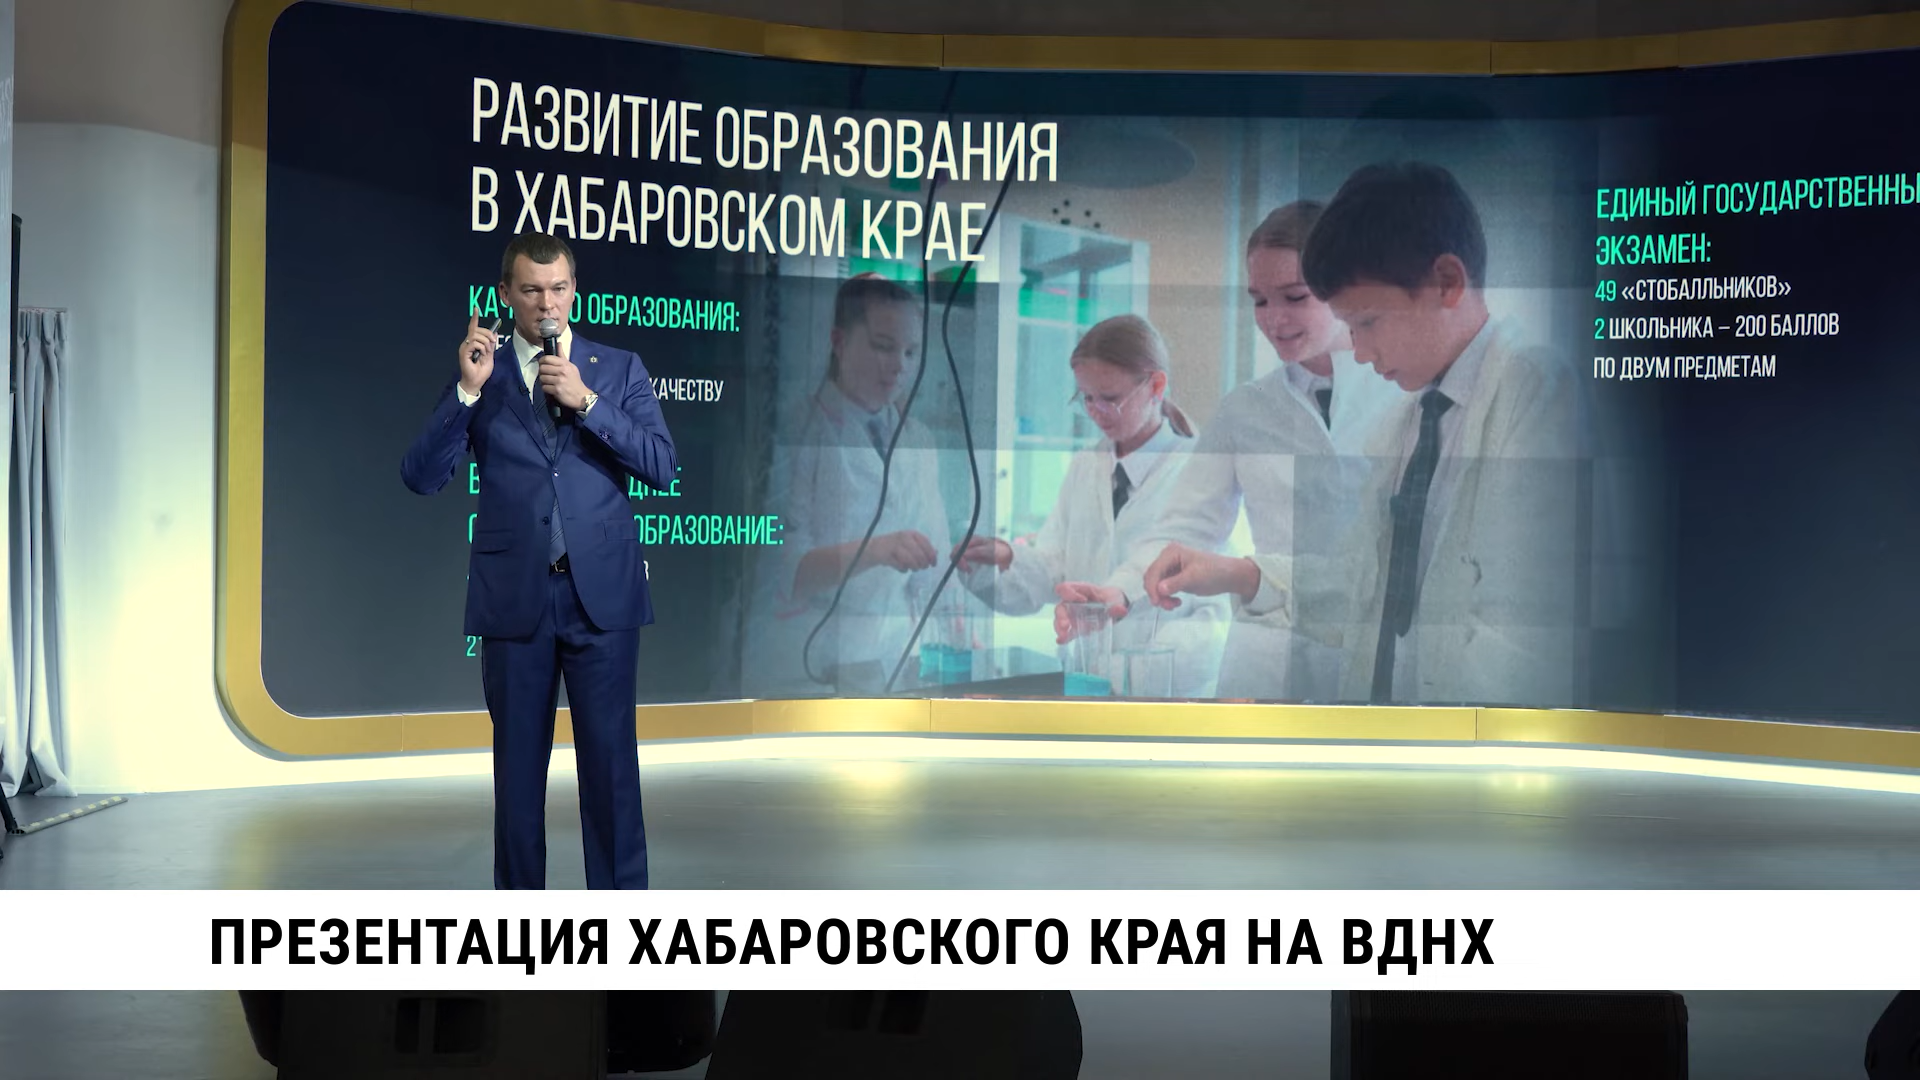 РАЗВИТИЕ ОБРАЗОВАНИЯ
В ХАБАРОВСКОМ КРАЕ
ОБРАЗОВАНИЯ:
КАЧЕСТВУ
ОБРАЗОВАНИЕ:
ЕДИНЫЙ ГОСУДАРСТВЕННЫ
ЭКЗАМЕН:
49 «СТОБАЛЛЬНИКОВ»
2 ШКОЛЬНИКА – 200 БАЛЛОВ
ПО ДВУМ ПРЕДМЕТАМ
ПРЕЗЕНТАЦИЯ ХАБАРОВСКОГО КРАЯ НА ВДНХ